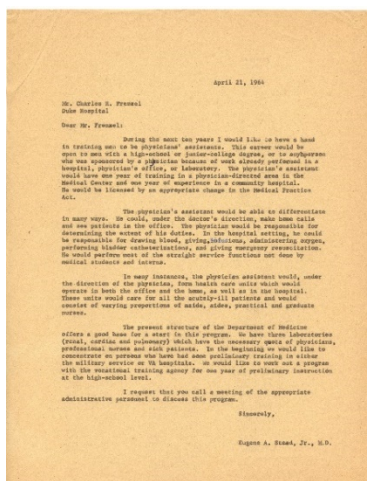 April 21, 1964
Mr. Charles H. Frenzel
Duke Hospital
Dear Mr. Frenzel:
During the next ten years I would like to have a hand
in training men to be physicians' assistants. This career would be
open to men with a high-school or junior-college degree, or to any person
who was sponsored by a physician because of work already performed in a
hospital, physician's office, or laboratory. The physician's assistant
would have one year of training in a physician-directed area in the
Medical Center and one year of experience in a community hospital.
He would be licensed by an appropriate change in the Medical Practice
Act.
The physician's assistant would be able to differentiate
in many ways. He could, under the doctor's direction, make home calls
and see patients in the office. The physician would be responsible for
determining the extent of his duties. In the hospital setting, he could
be responsible for drawing blood, giving infusions, administering oxygen,
performing bladder catheterizations, and giving emergency resuscitation.
He would perform most of the straight service functions not done by
medical students and interns.
In many instances, the physician assistant would, under
the direction of the physician, form health care units which would
operate in both the office and the home, as well as in the hospital.
These units would care for all the acutely-ill patients and would
consist of varying proportions of maids, aides, practical and graduate
nurses.
The present structure of the Department of Medicine
offers a good base for a start in this program. We have three laboratories
(renal, cardiac and pulmonary) which have the necessary quota of physicians,
professional nurses and sick patients. In the beginning we would like to
concentrate on persons who have had some preliminary training in either
the military service or VA hospitals. We would like to work out a program
with the vocational training agency for one year of preliminary instruction
at the high-school level.
I request that you call a meeting of the appropriate
administrative personnel to discuss this program.
Sincerely,
Eugene A. Stead, Jr., M.D.